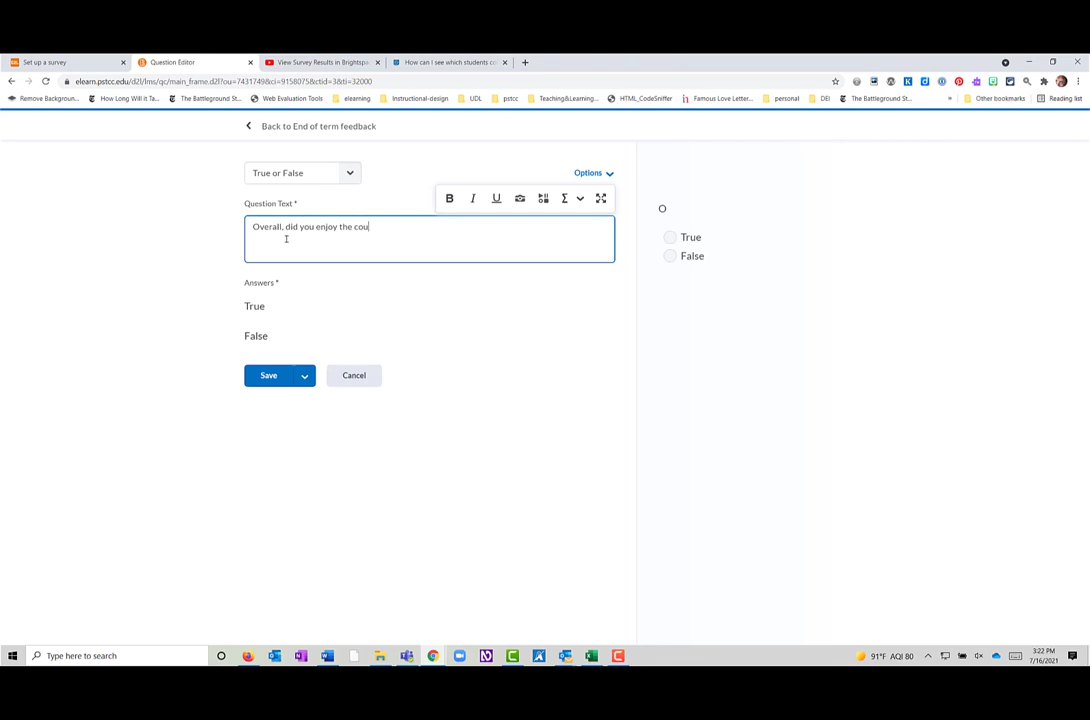 Set up a survey
Question Editor
View Survey Results in Brightspa
How can I see which students co
elearn.pstcc.edu/d2l/lms/qc/main_frame.d2l?ou=7431749&ci=9158075&ctid=3&ti=32000
Remove Backgroun...
How Long Will it Ta...
The Battleground St...
Web Evaluation Tools
elearning
Instructional-design
UDL
pstcc
Teaching&Learning...
HTML_CodeSniffer
Famous Love Letter...
personal
DEI
The Battleground St...
Other bookmarks
Reading list
Back to End of term feedback
True or False
Options
Question Text *
B I U Σ
Overall, did you enjoy the cou
O
True
False
Answers *
True
False
Save
Cancel
Type here to search
91°F AQI 80
3:22 PM
7/16/2021